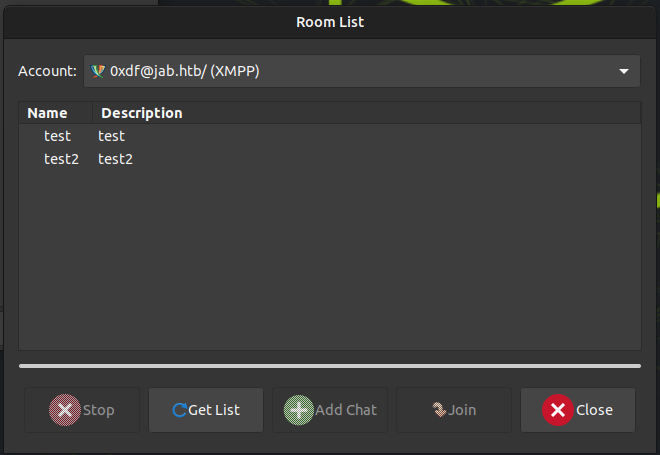 Room List
Account: 0xdf@jab.htb/ (XMPP)
Name Description
test test
test2 test2
Stop Get List Add Chat Join Close